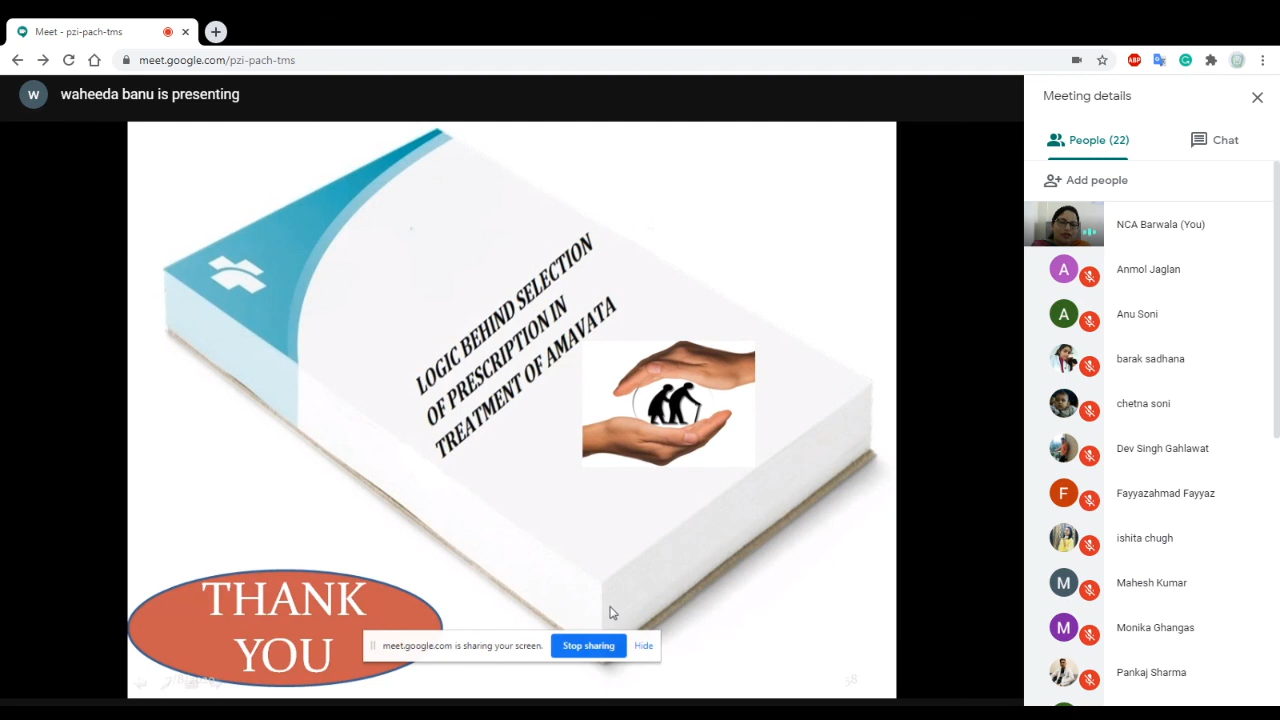 Meet - pzi-pach-tms
meet.google.com/pzi-pach-tms
ABP
W
waheeda banu is presenting
LOGIC BEHIND SELECTION
OF PRESCRIPTION IN
TREATMENT OF AMAVATA
THANK
YOU
meet.google.com is sharing your screen.
Stop sharing
Hide
58
Meeting details
People (22)
Chat
Add people
NCA Barwala (You)
A
Anmol Jaglan
A
Anu Soni
barak sadhana
chetna soni
Dev Singh Gahlawat
F
Fayyazahmad Fayyaz
ishita chugh
M
Mahesh Kumar
M
Monika Ghangas
Pankaj Sharma